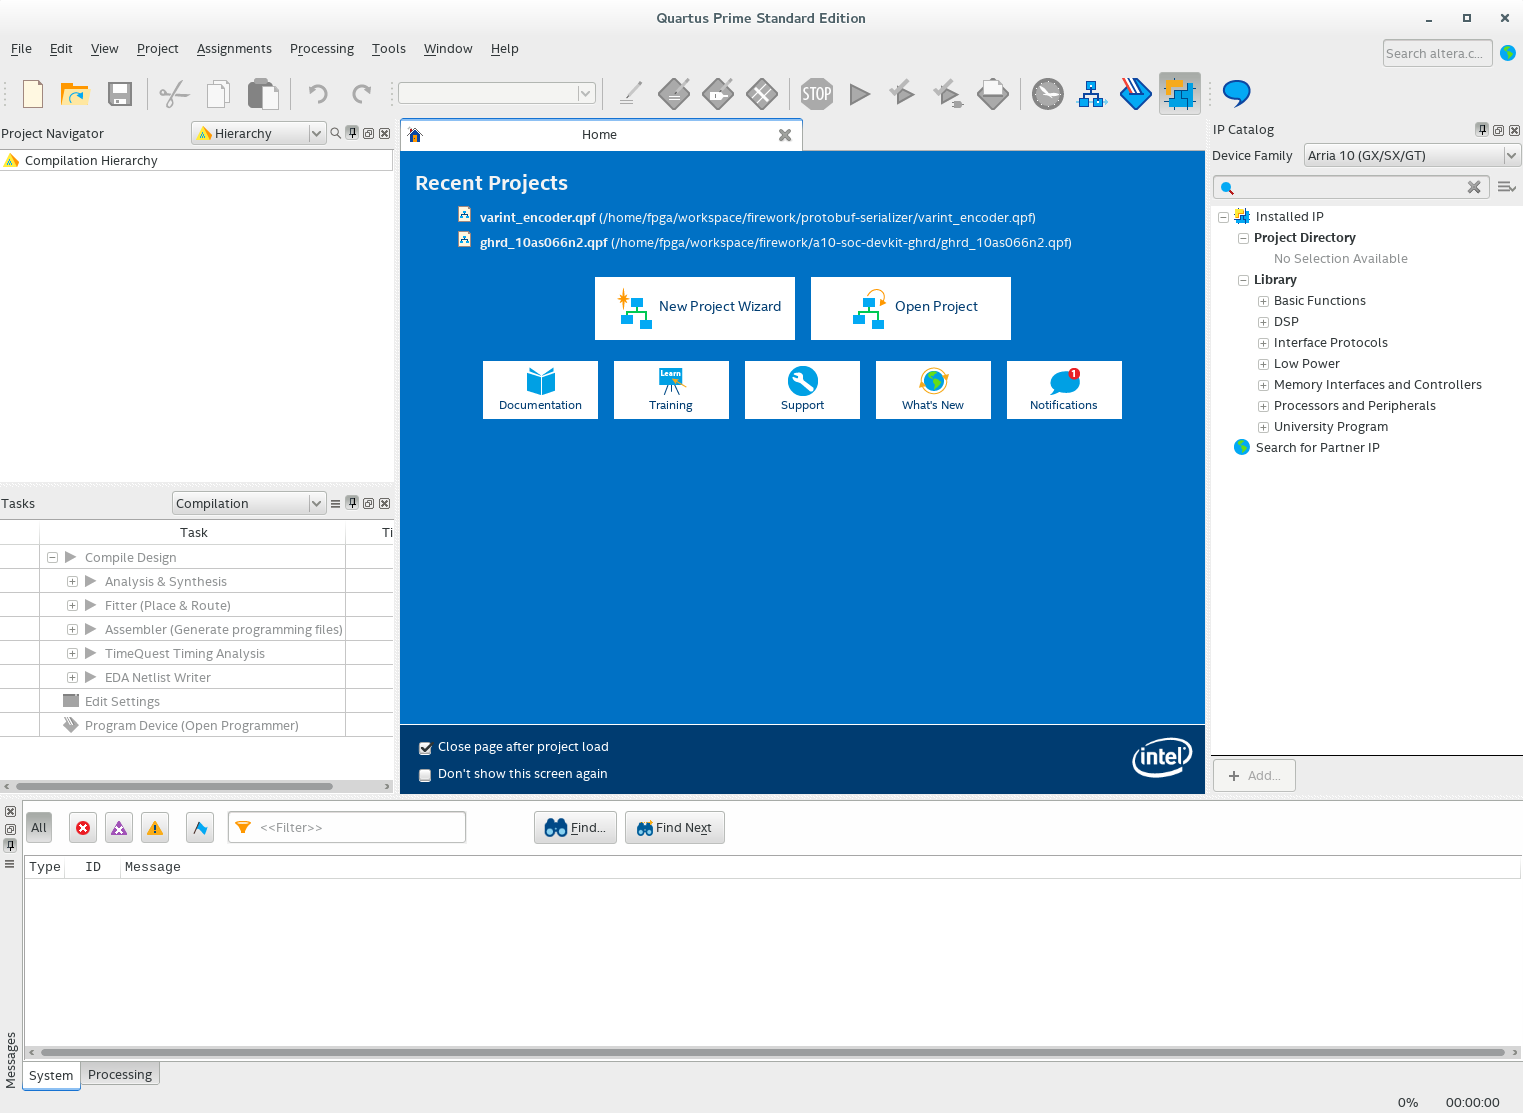 Quartus Prime Standard Edition
File Edit View Project Assignments Processing Tools Window Help
Search altera.c...
STOP
Project Navigator
Hierarchy
Compilation Hierarchy
Tasks
Compilation
Task Ti
Compile Design
Analysis & Synthesis
Fitter (Place & Route)
Assembler (Generate programming files)
TimeQuest Timing Analysis
EDA Netlist Writer
Edit Settings
Program Device (Open Programmer)
Home
Recent Projects
varint_encoder.qpf (/home/fpga/workspace/firework/protobuf-serializer/varint_encoder.qpf)
ghrd_10as066n2.qpf (/home/fpga/workspace/firework/a10-soc-devkit-ghrd/ghrd_10as066n2.qpf)
New Project Wizard
Open Project
Documentation
Learn
Training
Support
What's New
1
Notifications
Close page after project load
Don't show this screen again
intel
IP Catalog
Device Family Arria 10 (GX/SX/GT)
Installed IP
Project Directory
No Selection Available
Library
Basic Functions
DSP
Interface Protocols
Low Power
Memory Interfaces and Controllers
Processors and Peripherals
University Program
Search for Partner IP
Add...
All
<<Filter>>
Find...
Find Next
Type ID Message
Messages
System Processing
0% 00:00:00